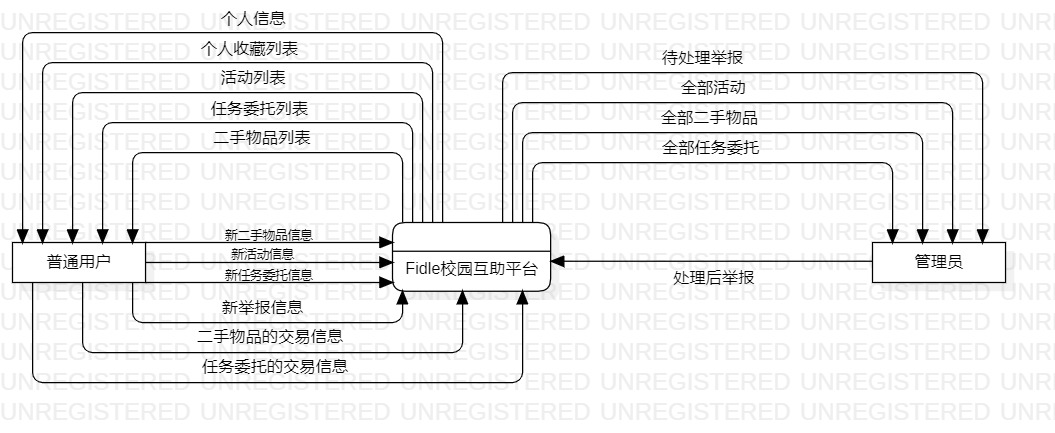 个人信息
个人收藏列表
活动列表
任务委托列表
二手物品列表
待处理举报
全部活动
全部二手物品
全部任务委托
新二手物品信息
新活动信息
新任务委托信息
普通用户
Fidle校园互助平台
管理员
处理后举报
新举报信息
二手物品的交易信息
任务委托的交易信息
UNREGISTERED UNREGISTERED UNREGISTERED UNREGISTERED UNREGISTERED UNR